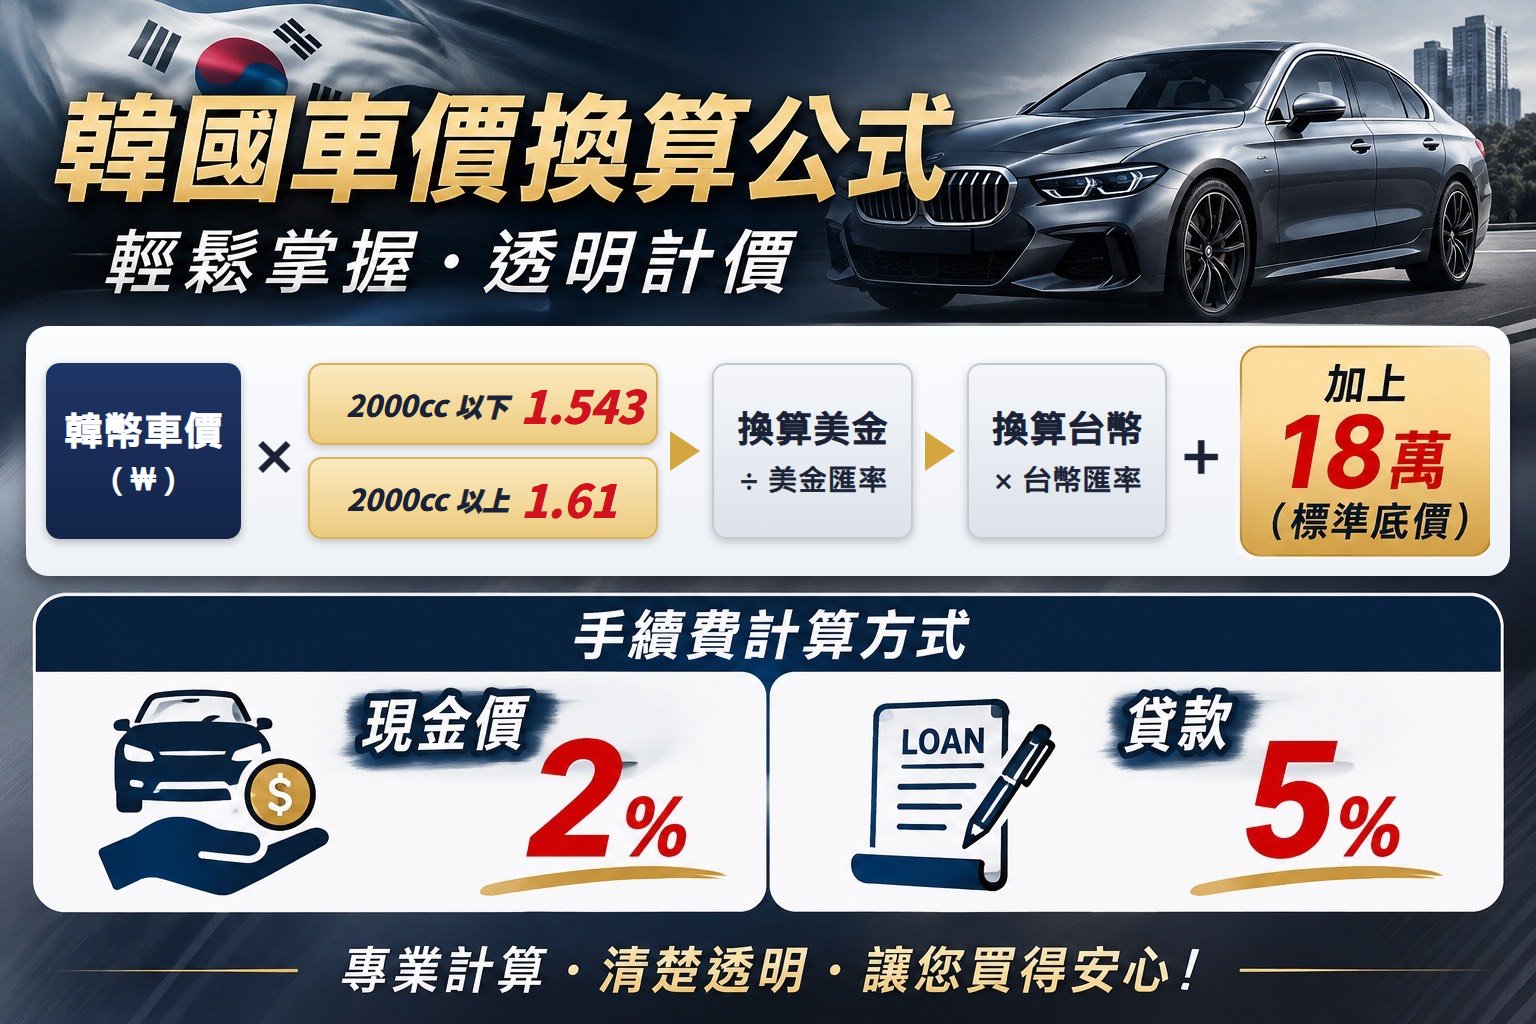 韓國車價換算公式
輕鬆掌握・透明計價
韓幣車價
（₩）
×
2000cc 以下 1.543
2000cc 以上 1.61
換算美金
÷ 美金匯率
換算台幣
× 台幣匯率
+
加上
18萬
（標準底價）
手續費計算方式
現金價
2%
$
LOAN
貸款
5%
專業計算・清楚透明・讓您買得安心！